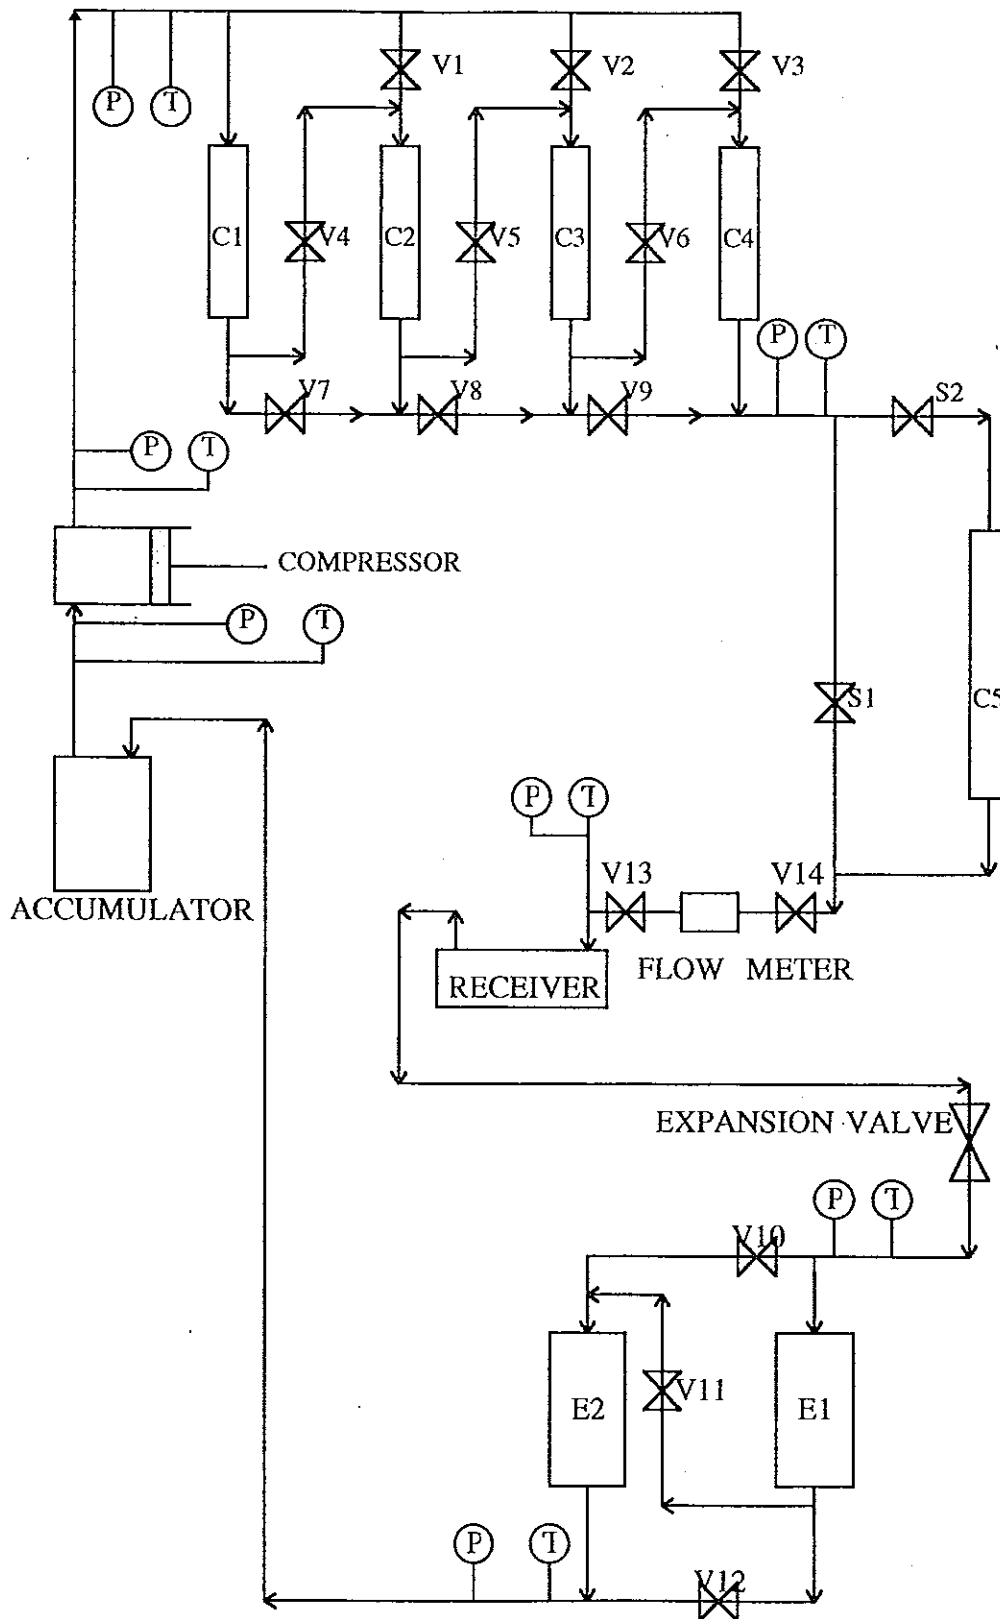 V1
V2
V3
P
T
C1
V4
C2
V5
C3
V6
C4
P
T
V7
V8
V9
S2
P
T
COMPRESSOR
P
T
S1
C5
P
T
V13
V14
ACCUMULATOR
RECEIVER
FLOW METER
EXPANSION VALVE
P
T
V10
E2
V11
E1
P
T
V12